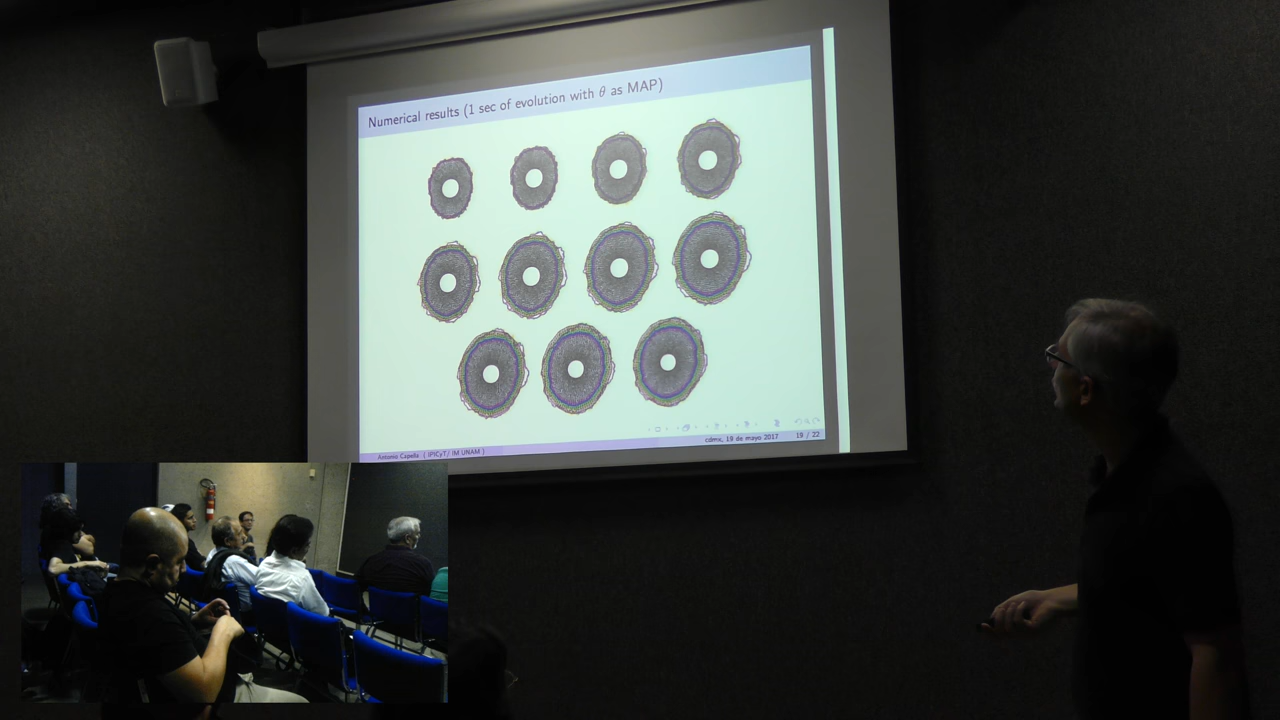 Numerical results (1 sec of evolution with θ as MAP)
cdmx, 19 de mayo 2017 19 / 22
Antonio Capella ( IPICyT/ IM UNAM )